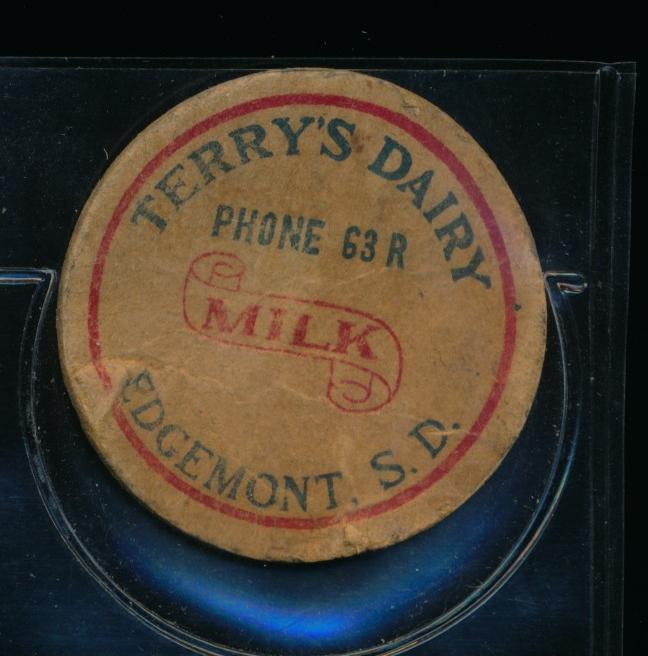 TERRY'S DAIRY
PHONE 63 R
MILK
EDGEMONT, S.D.